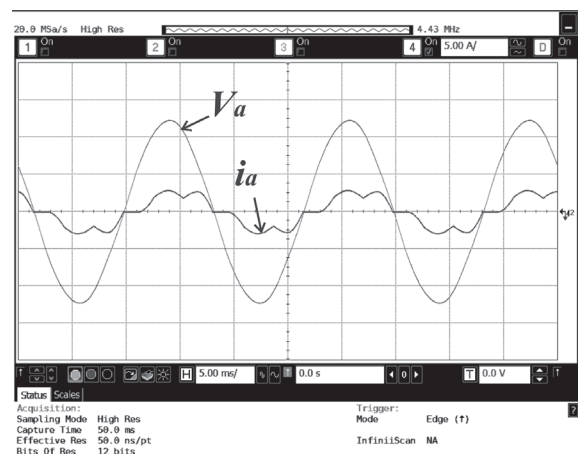 20.0 MSa/s High Res 4.43 MHz
1 On 2 On 3 On 4 On 5.00 A/ D On
Va
ia
H 5.00 ms/ 0.0 s 0 T 0.0 V
Status Scales
Acquisition:
Sampling Mode High Res
Capture Time 50.0 ms
Effective Res 50.0 ns/pt
Bits Of Res 12 bits
Trigger:
Mode Edge (↑)
InfiniiScan NA
?